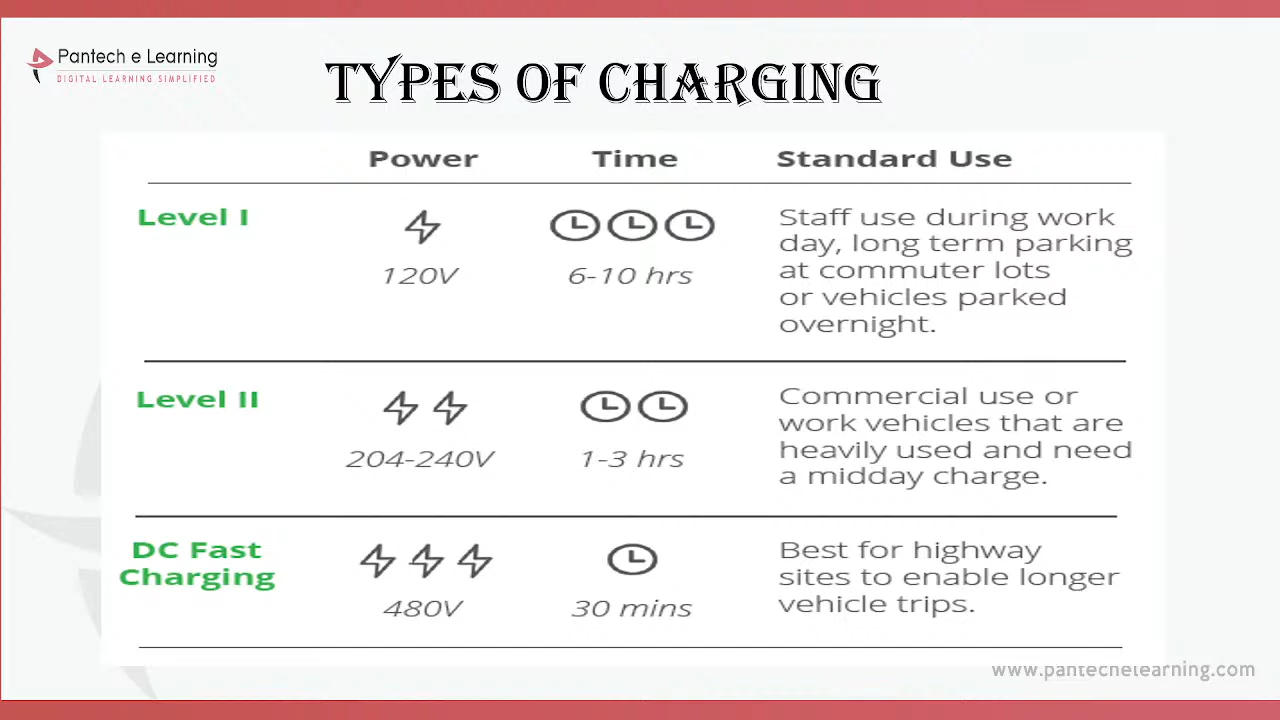 Pantech e Learning
DIGITAL LEARNING SIMPLIFIED
TYPES OF CHARGING
Power Time Standard Use
Level I
120V
6-10 hrs
Staff use during work
day, long term parking
at commuter lots
or vehicles parked
overnight.
Level II
204-240V
1-3 hrs
Commercial use or
work vehicles that are
heavily used and need
a midday charge.
DC Fast
Charging
480V
30 mins
Best for highway
sites to enable longer
vehicle trips.
www.pantechelearning.com